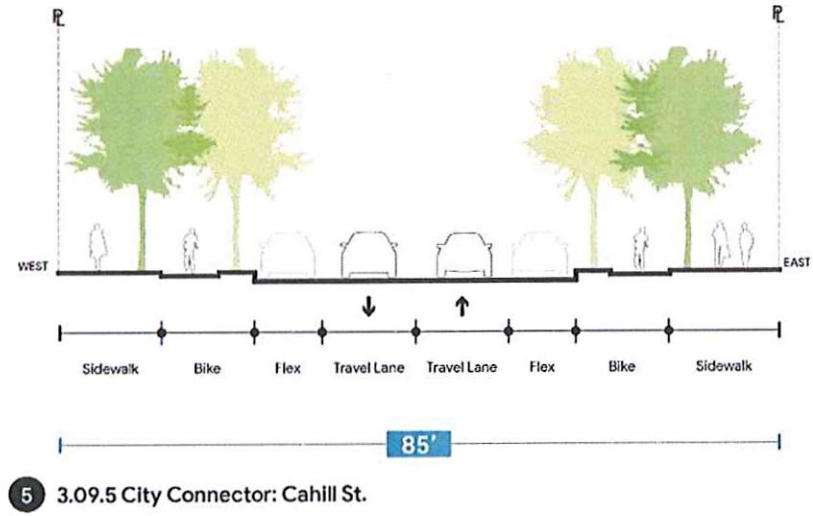 PL PL
WEST EAST
Sidewalk Bike Flex Travel Lane Travel Lane Flex Bike Sidewalk
85'
5 3.09.5 City Connector: Cahill St.